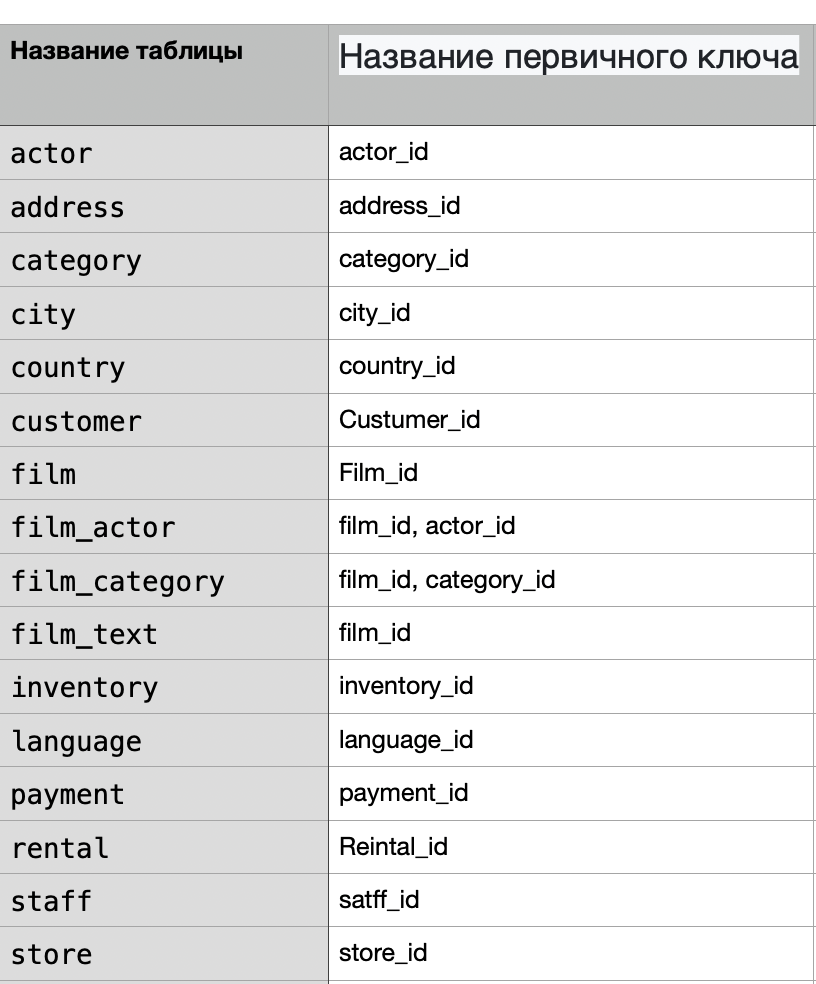 Название таблицы Название первичного ключа
actor actor_id
address address_id
category category_id
city city_id
country country_id
customer Custumer_id
film Film_id
film_actor film_id, actor_id
film_category film_id, category_id
film_text film_id
inventory inventory_id
language language_id
payment payment_id
rental Reintal_id
staff satff_id
store store_id